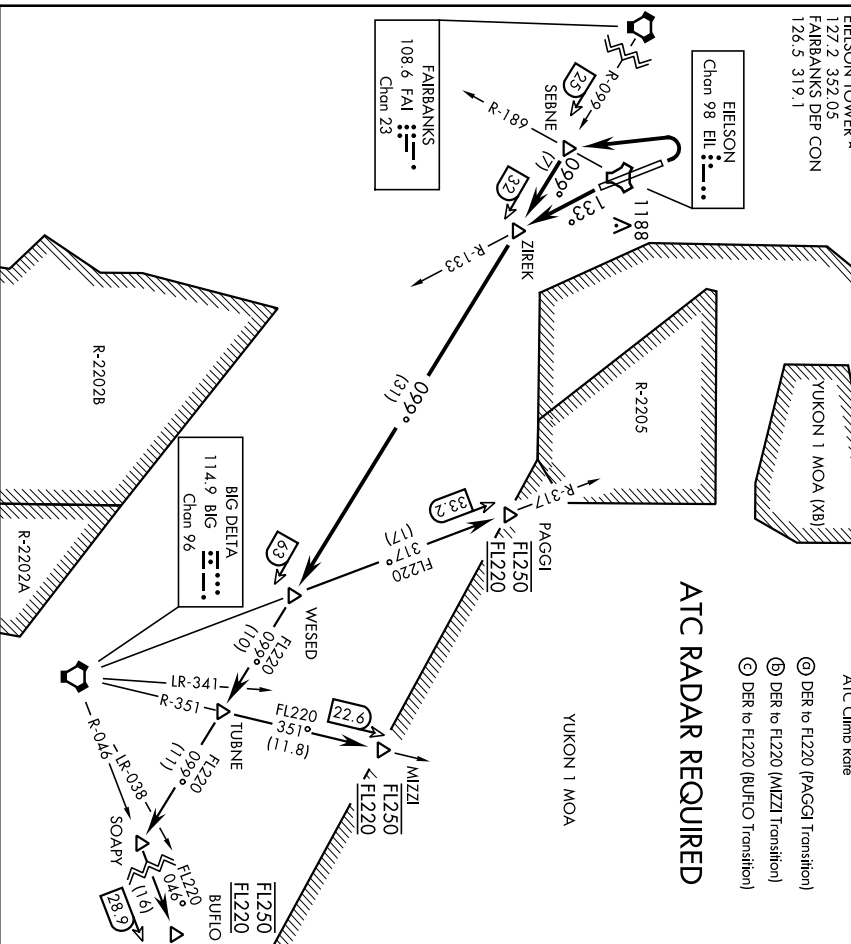 127.2 352.05
FAIRBANKS DEP CON
126.5 319.1
EIELSON
Chan 98 EIL
FAIRBANKS
108.6 FAI
Chan 23
R-099
25
SEBNE
R-189
099°
(7)
32
133°
1188
ZIREK
R-133
099°
(31)
YUKON 1 MOA (XB)
R-2205
R-2202B
R-2202A
BIG DELTA
114.9 BIG
Chan 96
R-317
PAGGI
FL250
FL220
33.2
FL220
317°
(17)
63
WESED
FL220
099°
(10)
LR-341
R-351
TUBNE
FL220
351°
(11.8)
22.6
MIZZI
FL250
FL220
FL220
099°
(11)
R-046
LR-038
SOAPY
FL220
046°
(16)
28.9
BUFLO
FL250
FL220
YUKON 1 MOA
ATC RADAR REQUIRED
ATC Climb Rate
ⓐ DER to FL220 (PAGGI Transition)
ⓑ DER to FL220 (MIZZI Transition)
ⓒ DER to FL220 (BUFLO Transition)